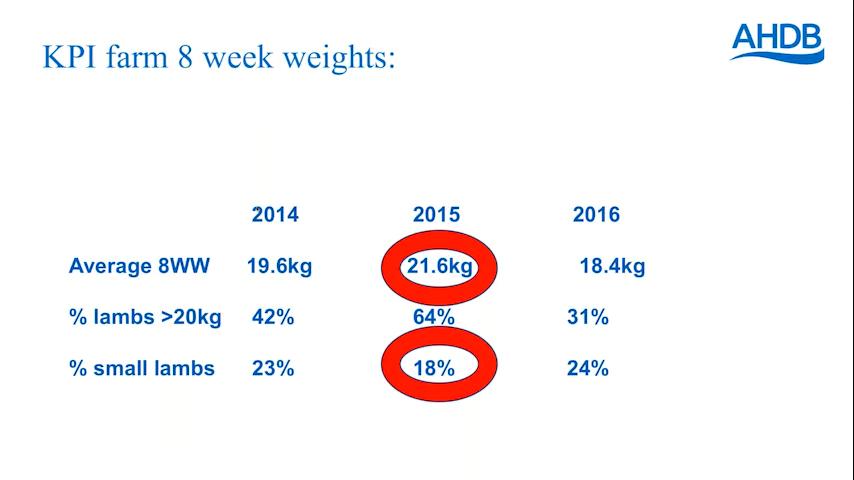 KPI farm 8 week weights:
AHDB
2014 2015 2016
Average 8WW 19.6kg 21.6kg 18.4kg
% lambs >20kg 42% 64% 31%
% small lambs 23% 18% 24%